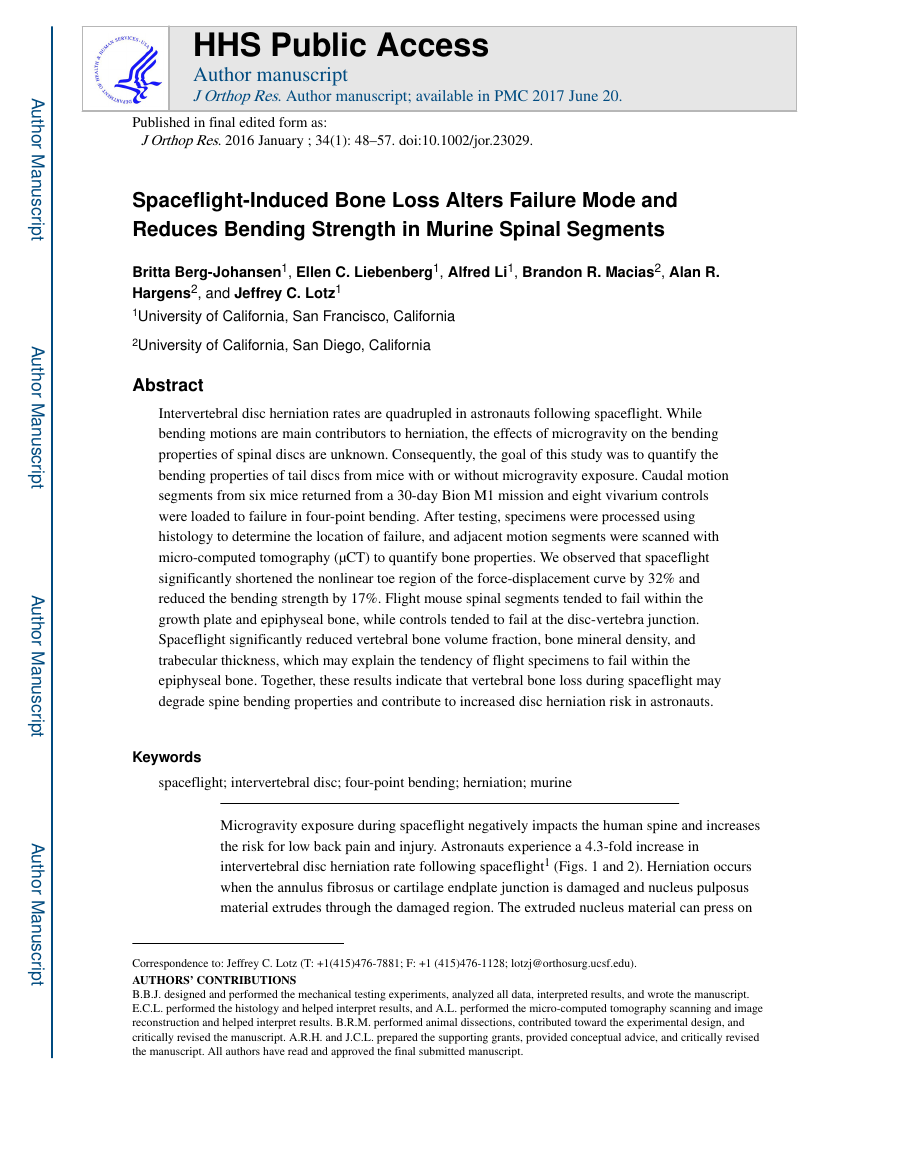 HHS Public Access
Author manuscript
J Orthop Res. Author manuscript; available in PMC 2017 June 20.
Published in final edited form as:
J Orthop Res. 2016 January ; 34(1): 48–57. doi:10.1002/jor.23029.
Spaceflight-Induced Bone Loss Alters Failure Mode and
Reduces Bending Strength in Murine Spinal Segments
Britta Berg-Johansen1, Ellen C. Liebenberg1, Alfred Li1, Brandon R. Macias2, Alan R.
Hargens2, and Jeffrey C. Lotz1
1University of California, San Francisco, California
2University of California, San Diego, California
Abstract
Intervertebral disc herniation rates are quadrupled in astronauts following spaceflight. While
bending motions are main contributors to herniation, the effects of microgravity on the bending
properties of spinal discs are unknown. Consequently, the goal of this study was to quantify the
bending properties of tail discs from mice with or without microgravity exposure. Caudal motion
segments from six mice returned from a 30-day Bion M1 mission and eight vivarium controls
were loaded to failure in four-point bending. After testing, specimens were processed using
histology to determine the location of failure, and adjacent motion segments were scanned with
micro-computed tomography (μCT) to quantify bone properties. We observed that spaceflight
significantly shortened the nonlinear toe region of the force-displacement curve by 32% and
reduced the bending strength by 17%. Flight mouse spinal segments tended to fail within the
growth plate and epiphyseal bone, while controls tended to fail at the disc-vertebra junction.
Spaceflight significantly reduced vertebral bone volume fraction, bone mineral density, and
trabecular thickness, which may explain the tendency of flight specimens to fail within the
epiphyseal bone. Together, these results indicate that vertebral bone loss during spaceflight may
degrade spine bending properties and contribute to increased disc herniation risk in astronauts.
Keywords
spaceflight; intervertebral disc; four-point bending; herniation; murine
Microgravity exposure during spaceflight negatively impacts the human spine and increases
the risk for low back pain and injury. Astronauts experience a 4.3-fold increase in
intervertebral disc herniation rate following spaceflight1 (Figs. 1 and 2). Herniation occurs
when the annulus fibrosus or cartilage endplate junction is damaged and nucleus pulposus
material extrudes through the damaged region. The extruded nucleus material can press on
Correspondence to: Jeffrey C. Lotz (T: +1(415)476-7881; F: +1 (415)476-1128; lotzj@orthosurg.ucsf.edu).
AUTHORS' CONTRIBUTIONS
B.B.J. designed and performed the mechanical testing experiments, analyzed all data, interpreted results, and wrote the manuscript.
E.C.L. performed the histology and helped interpret results, and A.L. performed the micro-computed tomography scanning and image
reconstruction and helped interpret results. B.R.M. performed animal dissections, contributed toward the experimental design, and
critically revised the manuscript. A.R.H. and J.C.L. prepared the supporting grants, provided conceptual advice, and critically revised
the manuscript. All authors have read and approved the final submitted manuscript.
Author Manuscript
Author Manuscript
Author Manuscript
Author Manuscript
DEPARTMENT OF HEALTH & HUMAN SERVICES · USA